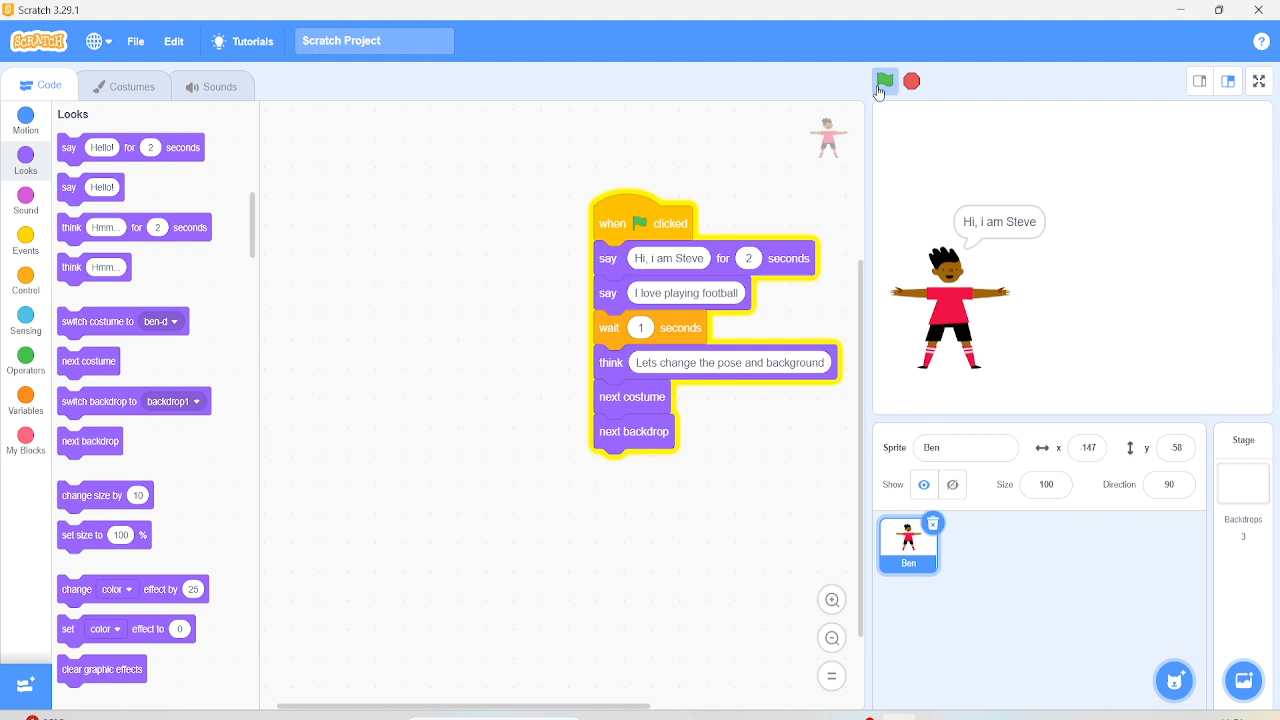 Scratch 3.29.1
SCRATCH File Edit Tutorials Scratch Project ?
Code Costumes Sounds
Motion
Looks
Sound
Events
Control
Sensing
Operators
Variables
My Blocks
Looks
say Hello! for 2 seconds
say Hello!
think Hmm... for 2 seconds
think Hmm...
switch costume to ben-d
next costume
switch backdrop to backdrop1
next backdrop
change size by 10
set size to 100 %
change color effect by 25
set color effect to 0
clear graphic effects
when clicked
say Hi, i am Steve for 2 seconds
say I love playing football
wait 1 seconds
think Lets change the pose and background
next costume
next backdrop
Hi, i am Steve
Sprite Ben x -147 y -58
Show Size 100 Direction 90
Ben
Stage
Backdrops
3